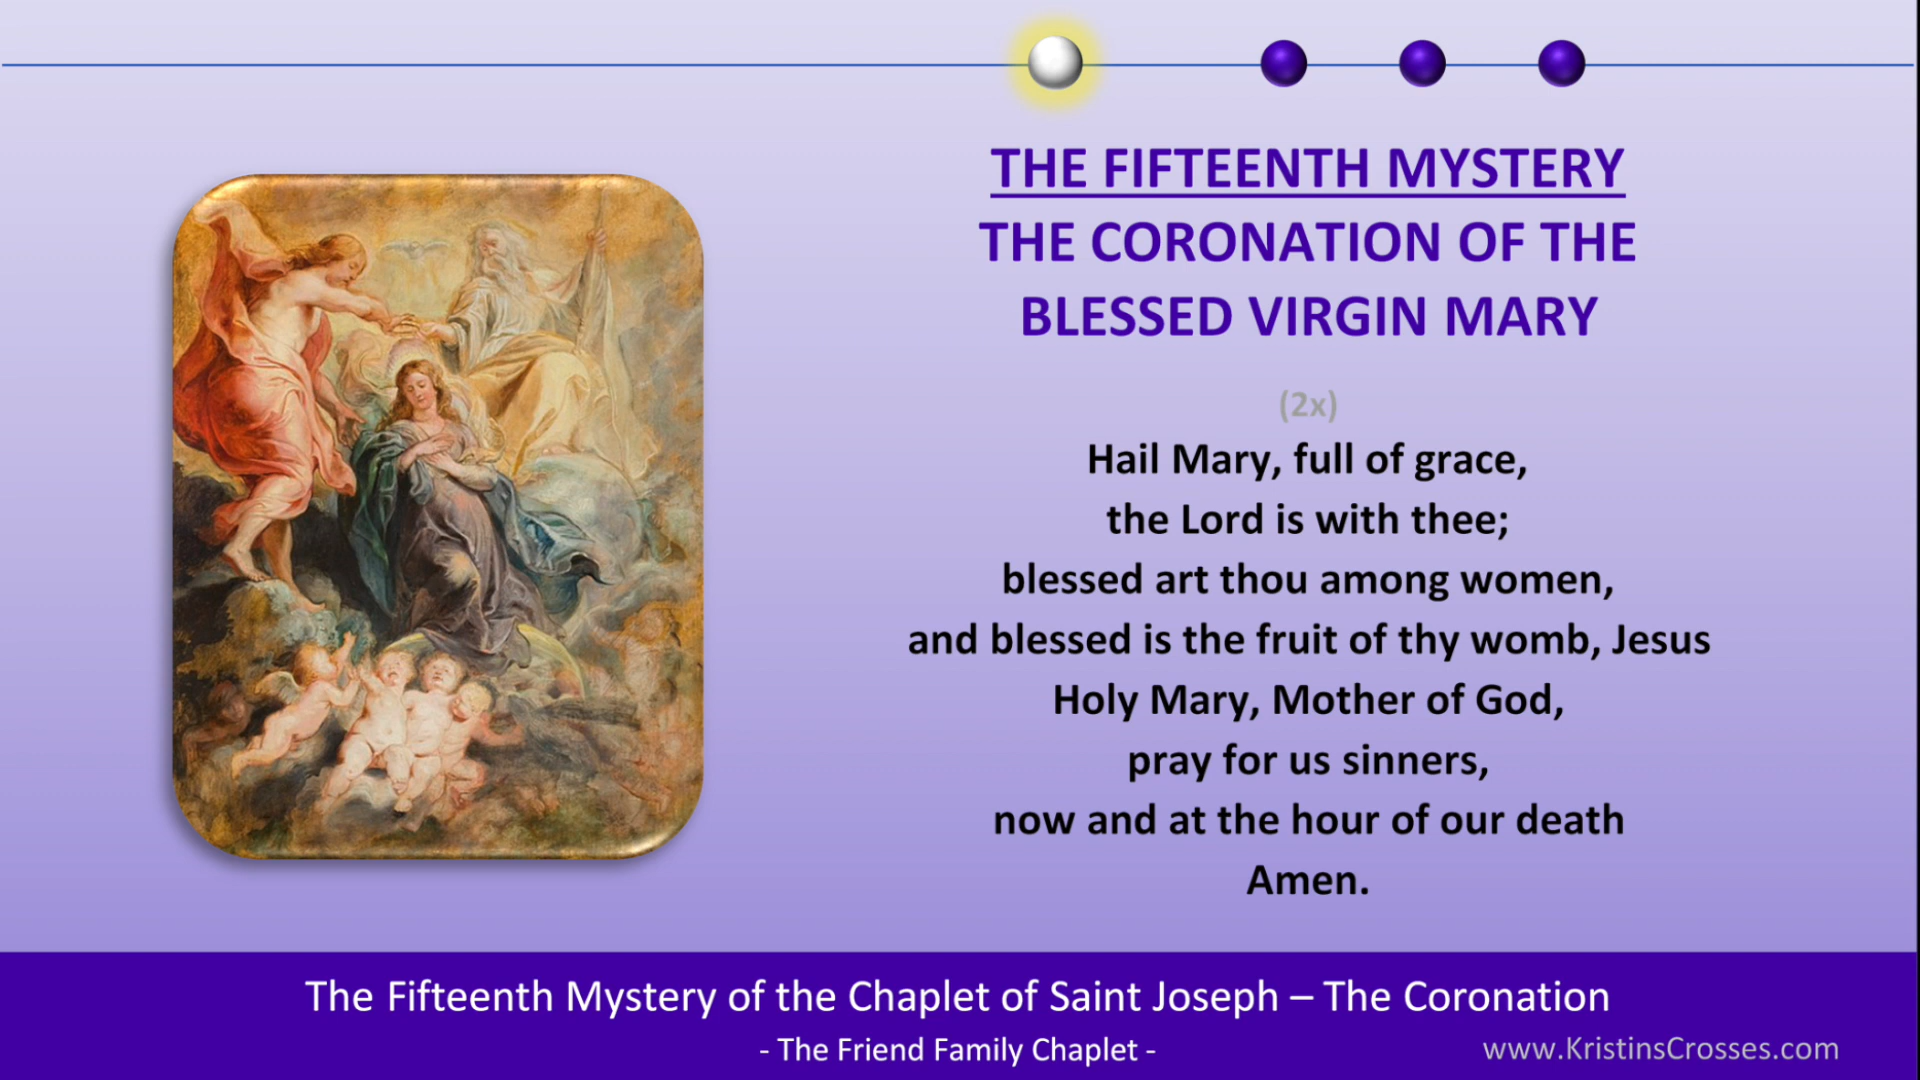 THE FIFTEENTH MYSTERY
THE CORONATION OF THE
BLESSED VIRGIN MARY
(2x)
Hail Mary, full of grace,
the Lord is with thee;
blessed art thou among women,
and blessed is the fruit of thy womb, Jesus
Holy Mary, Mother of God,
pray for us sinners,
now and at the hour of our death
Amen.
The Fifteenth Mystery of the Chaplet of Saint Joseph – The Coronation
- The Friend Family Chaplet -
www.KristinsCrosses.com